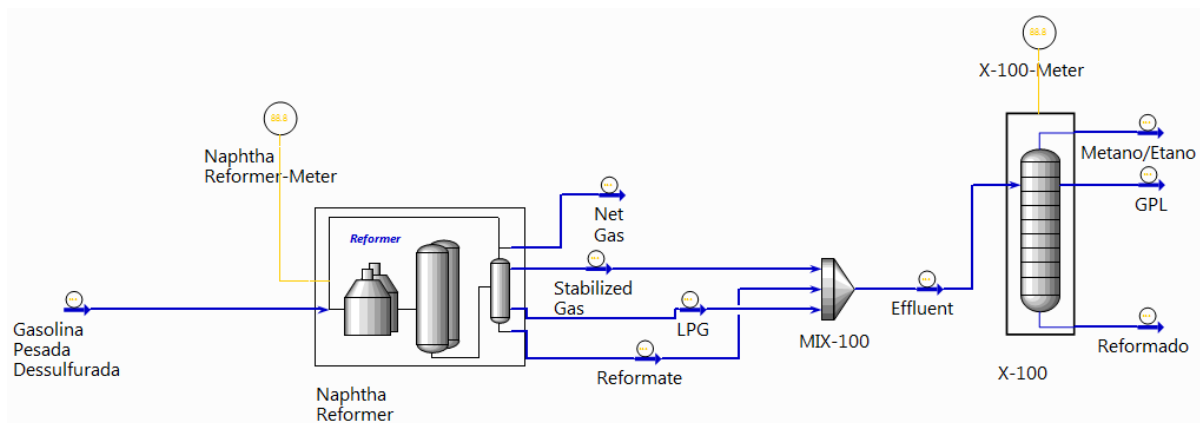 X-100-Meter
Naphtha
Reformer-Meter
Metano/Etano
GPL
Net
Gas
Reformer
Stabilized
Gas
Effluent
LPG
MIX-100
Gasolina
Pesada
Dessulfurada
Reformado
Reformate
X-100
Naphtha
Reformer